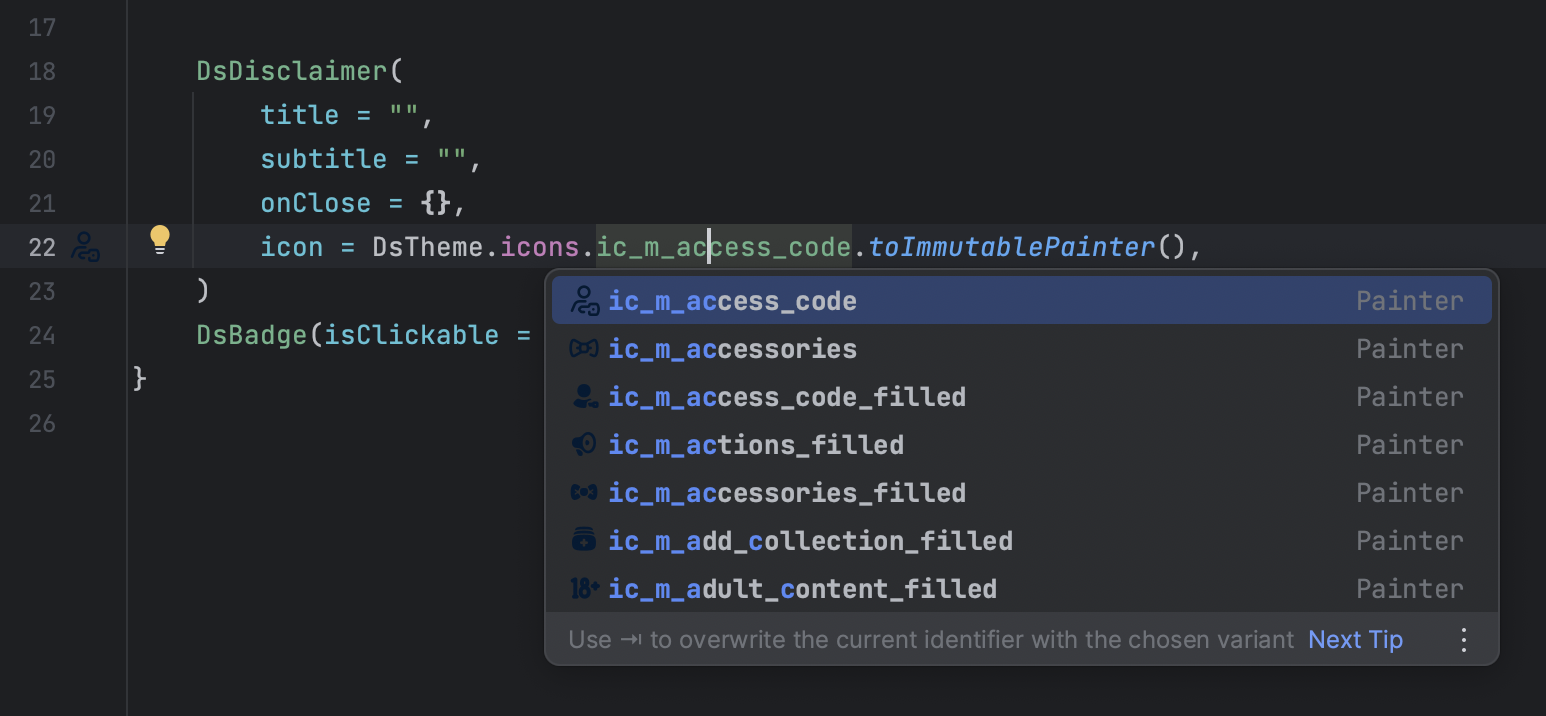 17
18 DsDisclaimer(
19 title = "",
20 subtitle = "",
21 onClose = {},
22 icon = DsTheme.icons.ic_m_access_code.toImmutablePainter(),
23 )
24 DsBadge(isClickable =
25 }
26
ic_m_access_code Painter
ic_m_accessories Painter
ic_m_access_code_filled Painter
ic_m_actions_filled Painter
ic_m_accessories_filled Painter
ic_m_add_collection_filled Painter
18+ ic_m_adult_content_filled Painter
Use ⇥ to overwrite the current identifier with the chosen variant Next Tip